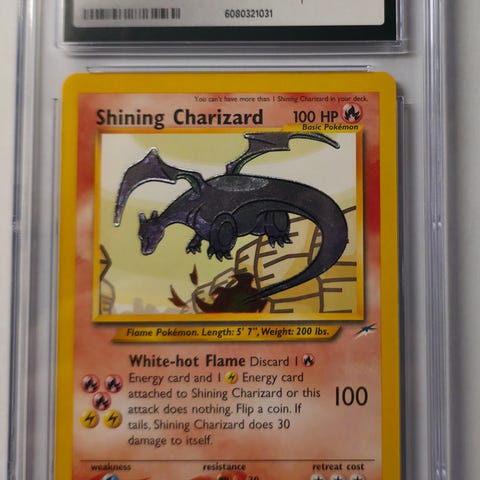 6080321031
You can't have more than 1 Shining Charizard in your deck.
Shining Charizard 100 HP
Basic Pokémon
Flame Pokémon. Length: 5' 7", Weight: 200 lbs.
White-hot Flame Discard 1
Energy card and 1 Energy card
attached to Shining Charizard or this
attack does nothing. Flip a coin. If
tails, Shining Charizard does 30
damage to itself.
100
weakness resistance retreat cost